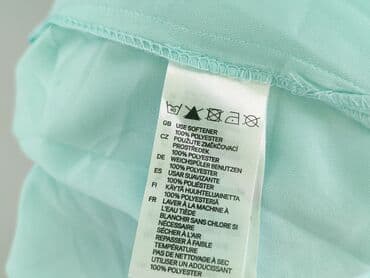 GB USE SOFTENER
100% POLYESTER
CZ POUŽIJTE ZMĚKČOVACÍ
PROSTŘEDEK
100% POLYESTER
DE WEICHSPÜLER BENUTZEN
100% POLYESTER
ES USAR SUAVIZANTE
100% POLIÉSTER
FI KÄYTÄ HUUHTELUAINETTA
100% POLYESTERIÄ
FR LAVER À LA MACHINE À
L'EAU TIÈDE
BLANCHIR SANS CHLORE SI
NÉCESSAIRE
SÉCHER À L'AIR
REPASSER À FAIBLE
TEMPÉRATURE
PAS DE NETTOYAGE À SEC
UTILISER UN ADOUCISSANT
100% POLYESTER